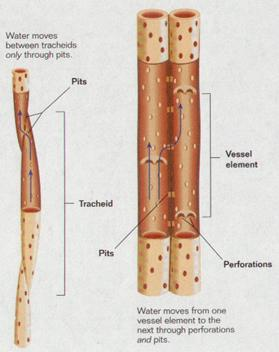 Water moves
between tracheids
only through pits.
Pits
Tracheid
Vessel
element
Pits
Perforations
Water moves from one
vessel element to the
next through perforations
and pits.